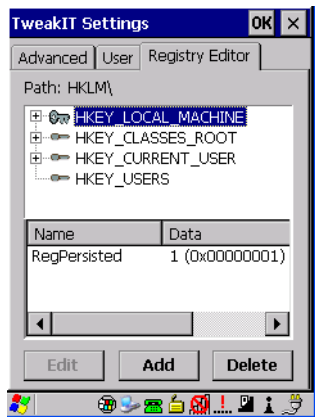 TweakIT Settings OK ×
Advanced User Registry Editor
Path: HKLM\
HKEY_LOCAL_MACHINE
HKEY_CLASSES_ROOT
HKEY_CURRENT_USER
HKEY_USERS
Name Data
RegPersisted 1 (0x00000001)
Edit Add Delete